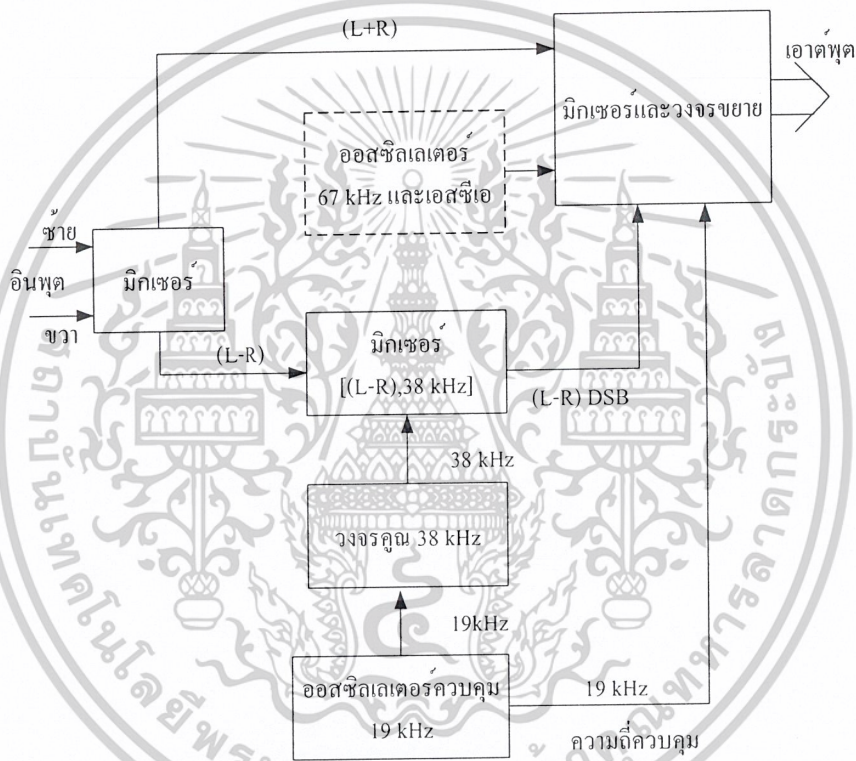 (L+R)
เอาต์พุต
มิกเซอร์และวงจรขยาย
ออสซิลเลเตอร์
67 kHz และเอสซีเอ
ซ้าย
อินพุต
มิกเซอร์
ขวา
(L-R)
มิกเซอร์
[(L-R),38 kHz]
(L-R) DSB
38 kHz
วงจรคูณ 38 kHz
19kHz
ออสซิลเลเตอร์ควบคุม
19 kHz
19 kHz
ความถี่ควบคุม